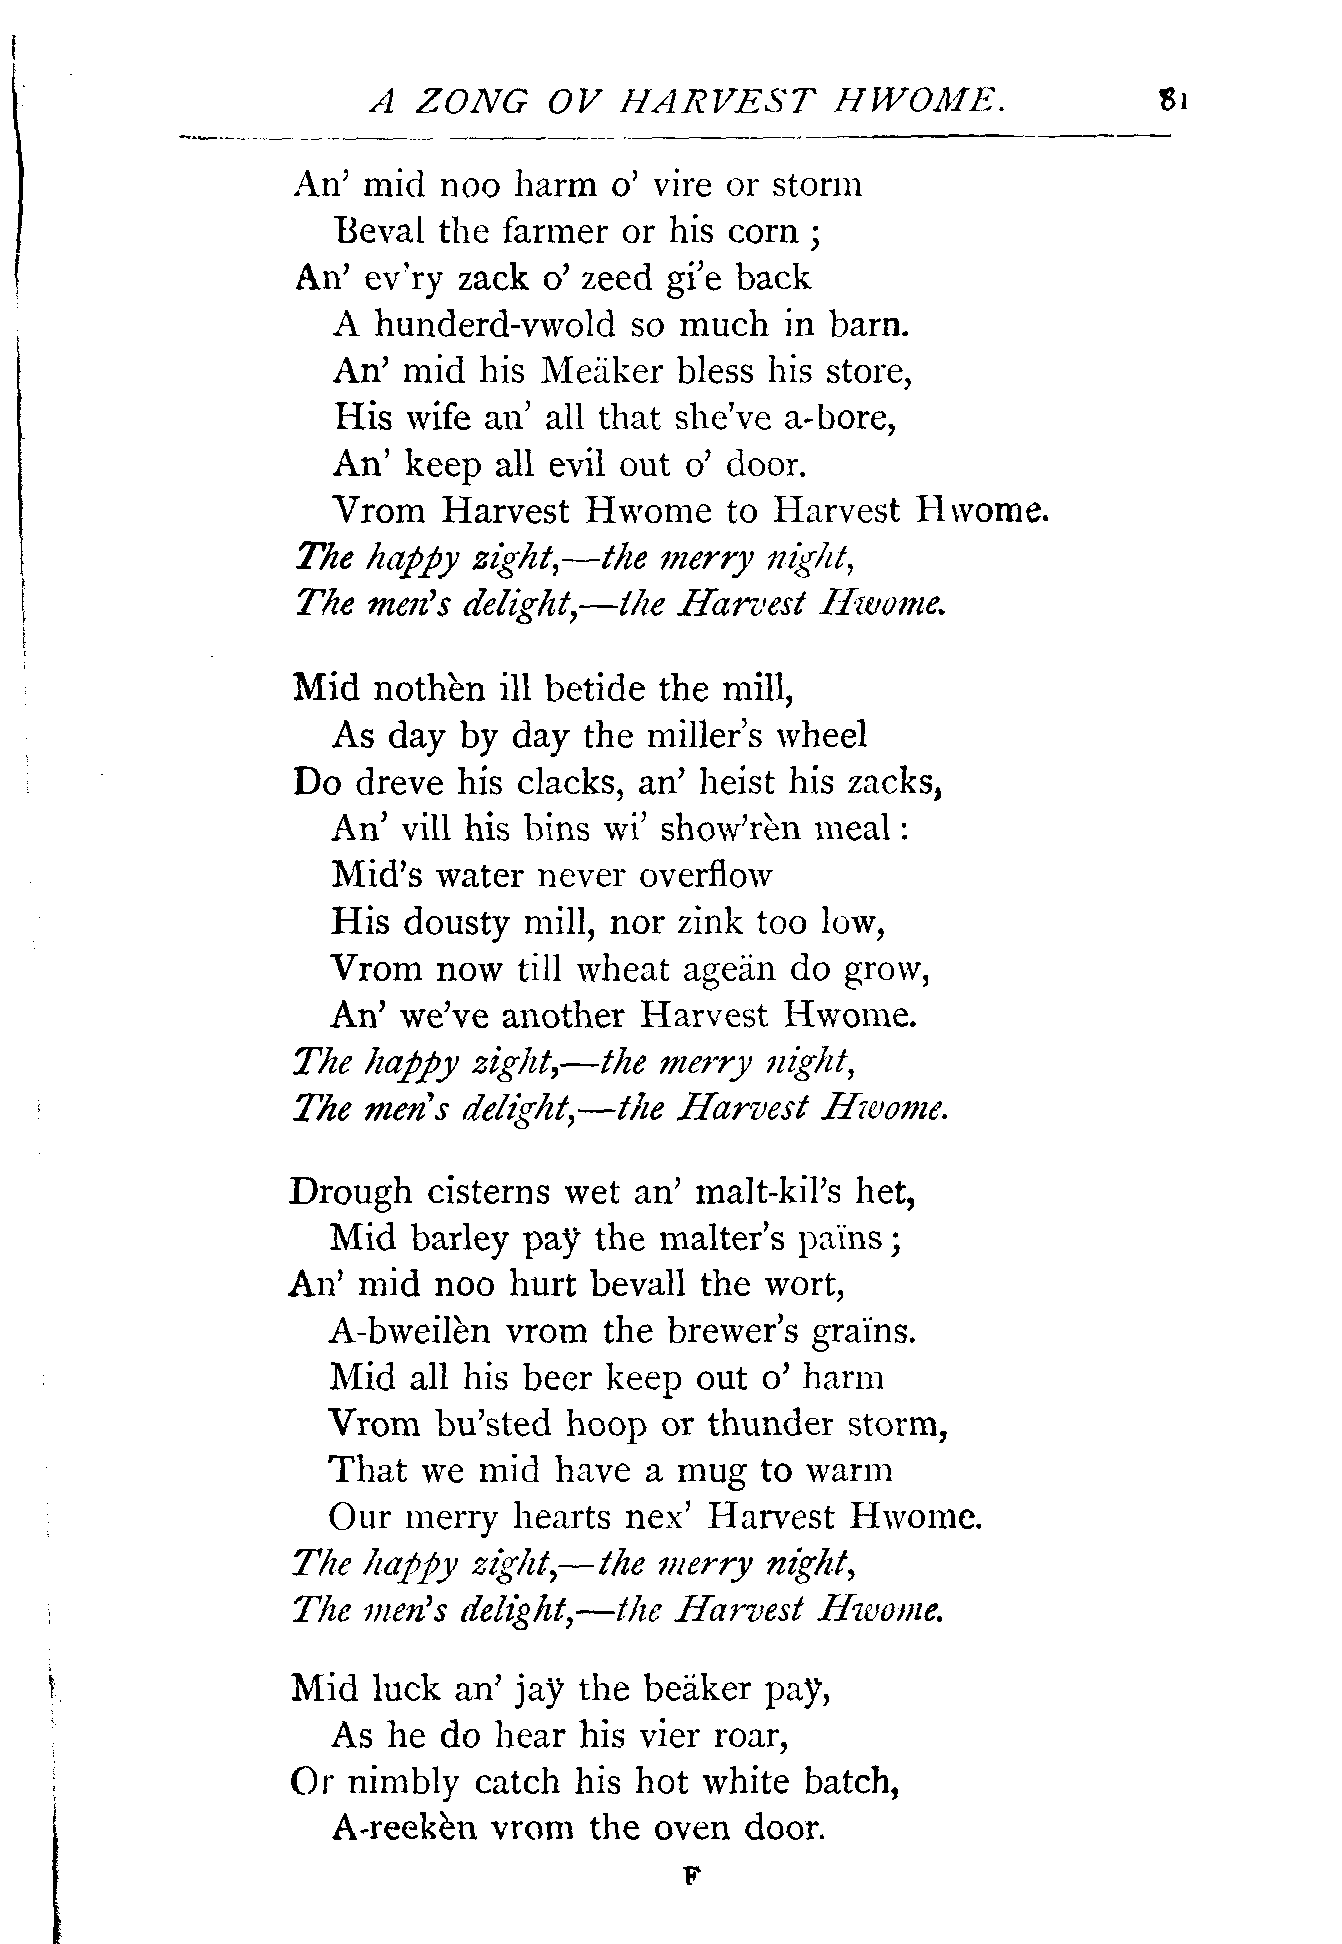 A ZONG OV HARVEST HWOME. 81
An' mid noo harm o' vire or storm
Beval the farmer or his corn ;
An' ev'ry zack o' zeed gi'e back
A hunderd-vwold so much in barn.
An' mid his Meäker bless his store,
His wife an' all that she've a-bore,
An' keep all evil out o' door.
Vrom Harvest Hwome to Harvest Hwome.
The happy zight,—the merry night,
The men's delight,—the Harvest Hwome.
Mid nothèn ill betide the mill,
As day by day the miller's wheel
Do dreve his clacks, an' heist his zacks,
An' vill his bins wi' show'rèn meal :
Mid's water never overflow
His dousty mill, nor zink too low,
Vrom now till wheat ageän do grow,
An' we've another Harvest Hwome.
The happy zight,—the merry night,
The men's delight,—the Harvest Hwome.
Drough cisterns wet an' malt-kil's het,
Mid barley paÿ the malter's païns ;
An' mid noo hurt bevall the wort,
A-bweilèn vrom the brewer's graïns.
Mid all his beer keep out o' harm
Vrom bu'sted hoop or thunder storm,
That we mid have a mug to warm
Our merry hearts nex' Harvest Hwome.
The happy zight,—the merry night,
The men's delight,—the Harvest Hwome.
Mid luck an' jaÿ the beäker paÿ,
As he do hear his vier roar,
Or nimbly catch his hot white batch,
A-reekèn vrom the oven door.
F